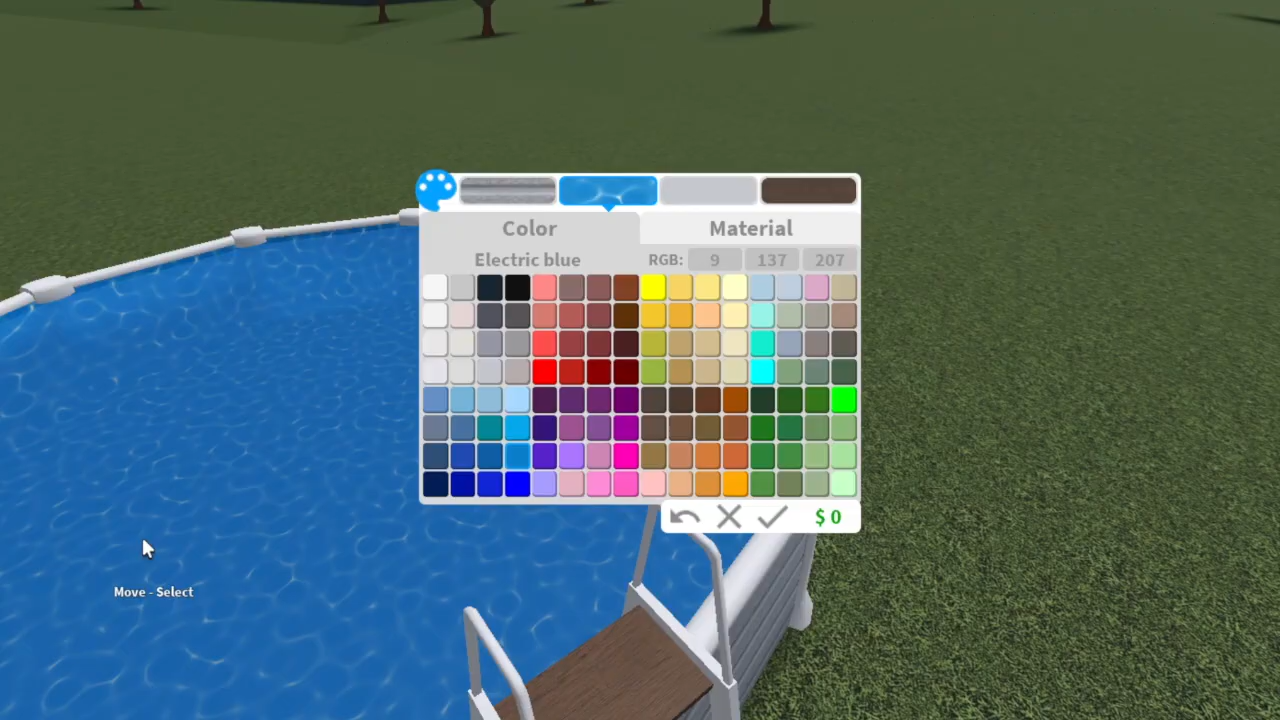 Color
Material
Electric blue
RGB: 9 137 207
$ 0
Move - Select